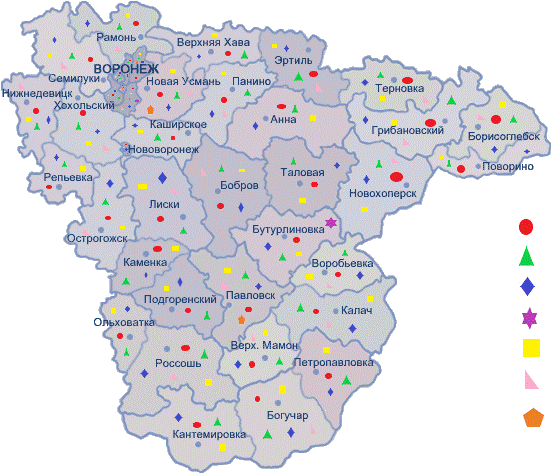 Рамонь
Верхняя Хава
Эртиль
ВОРОНЕЖ
Семилуки
Новая Усмань
Панино
Терновка
Нижнедевицк
Хохольский
Каширское
Анна
Грибановский
Борисоглебск
Нововоронеж
Поворино
Репьевка
Бобров
Таловая
Новохоперск
Лиски
Острогожск
Бутурлиновка
Каменка
Воробьевка
Подгоренский
Павловск
Калач
Ольховатка
Верх. Мамон
Россошь
Петропавловка
Богучар
Кантемировка